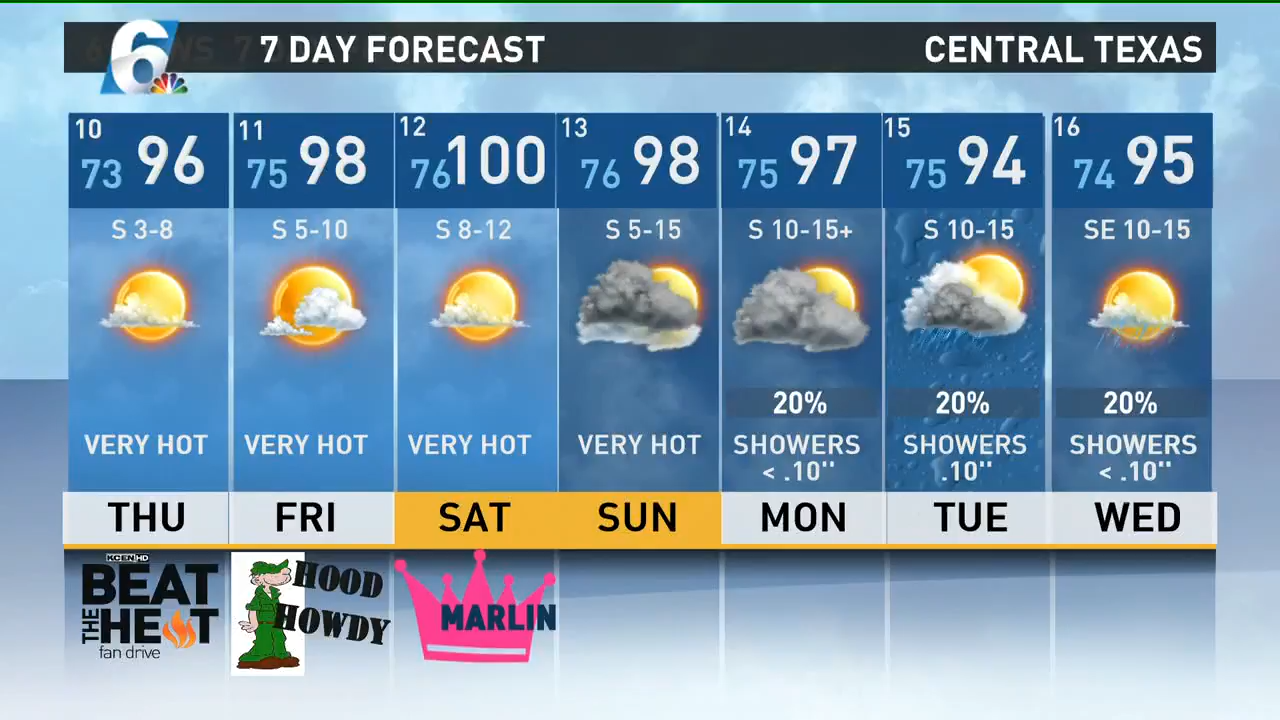 6
7 DAY FORECAST
CENTRAL TEXAS
10
73 96
S 3-8
VERY HOT
THU
11
75 98
S 5-10
VERY HOT
FRI
12
76 100
S 8-12
VERY HOT
SAT
13
76 98
S 5-15
VERY HOT
SUN
14
75 97
S 10-15+
20%
SHOWERS
< .10"
MON
15
75 94
S 10-15
20%
SHOWERS
.10"
TUE
16
74 95
SE 10-15
20%
SHOWERS
< .10"
WED
KCEN HD
BEAT
THE HEAT
fan drive
HOOD
HOWDY
MARLIN